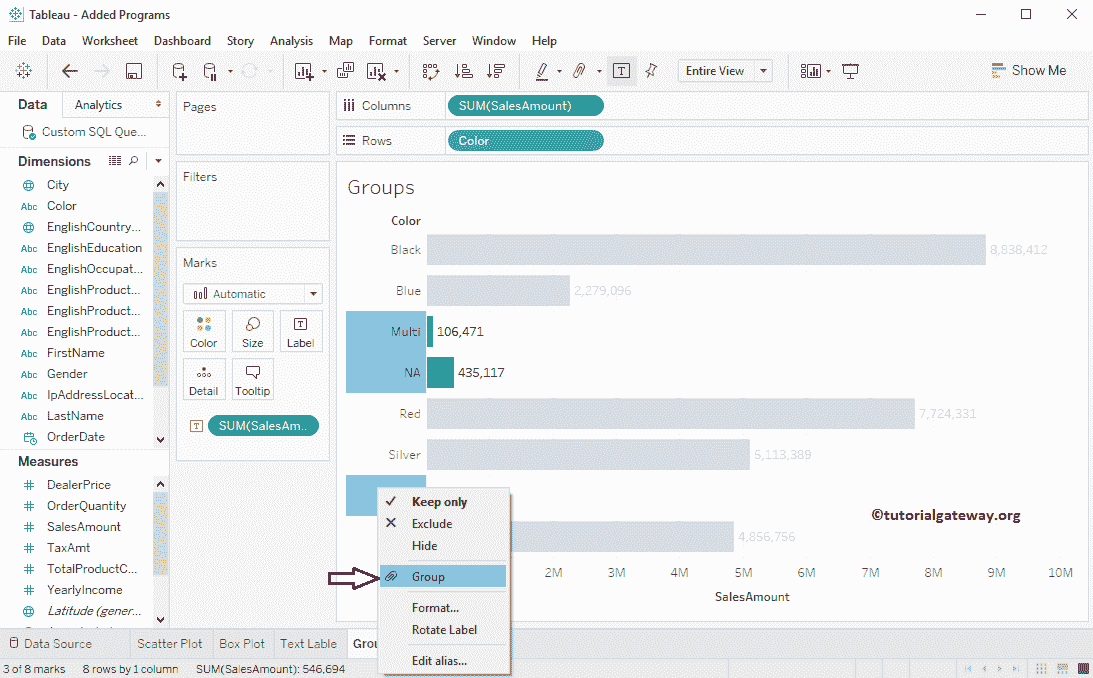 Tableau - Added Programs
File Data Worksheet Dashboard Story Analysis Map Format Server Window Help
Entire View
Show Me
Data Analytics
Custom SQL Que...
Dimensions
City
Abc Color
EnglishCountry...
Abc EnglishEducation
Abc EnglishOccupat...
Abc EnglishProduct...
Abc EnglishProduct...
Abc EnglishProduct...
Abc FirstName
Abc Gender
Abc IpAddressLocat...
Abc LastName
OrderDate
Measures
# DealerPrice
# OrderQuantity
# SalesAmount
# TaxAmt
# TotalProductC...
# YearlyIncome
Latitude (gener...
Pages
Filters
Marks
Automatic
Color Size Label
Detail Tooltip
SUM(SalesAm..
Columns SUM(SalesAmount)
Rows Color
Groups
Color
Black 8,838,412
Blue 2,279,096
Multi 106,471
NA 435,117
Red 7,724,331
Silver 5,113,389
4,856,756
2M 3M 4M 5M 6M 7M 8M 9M 10M
SalesAmount
©tutorialgateway.org
Keep only
Exclude
Hide
Group
Format...
Rotate Label
Edit alias...
Data Source Scatter Plot Box Plot Text Lable Grou
3 of 8 marks 8 rows by 1 column SUM(SalesAmount): 546,694